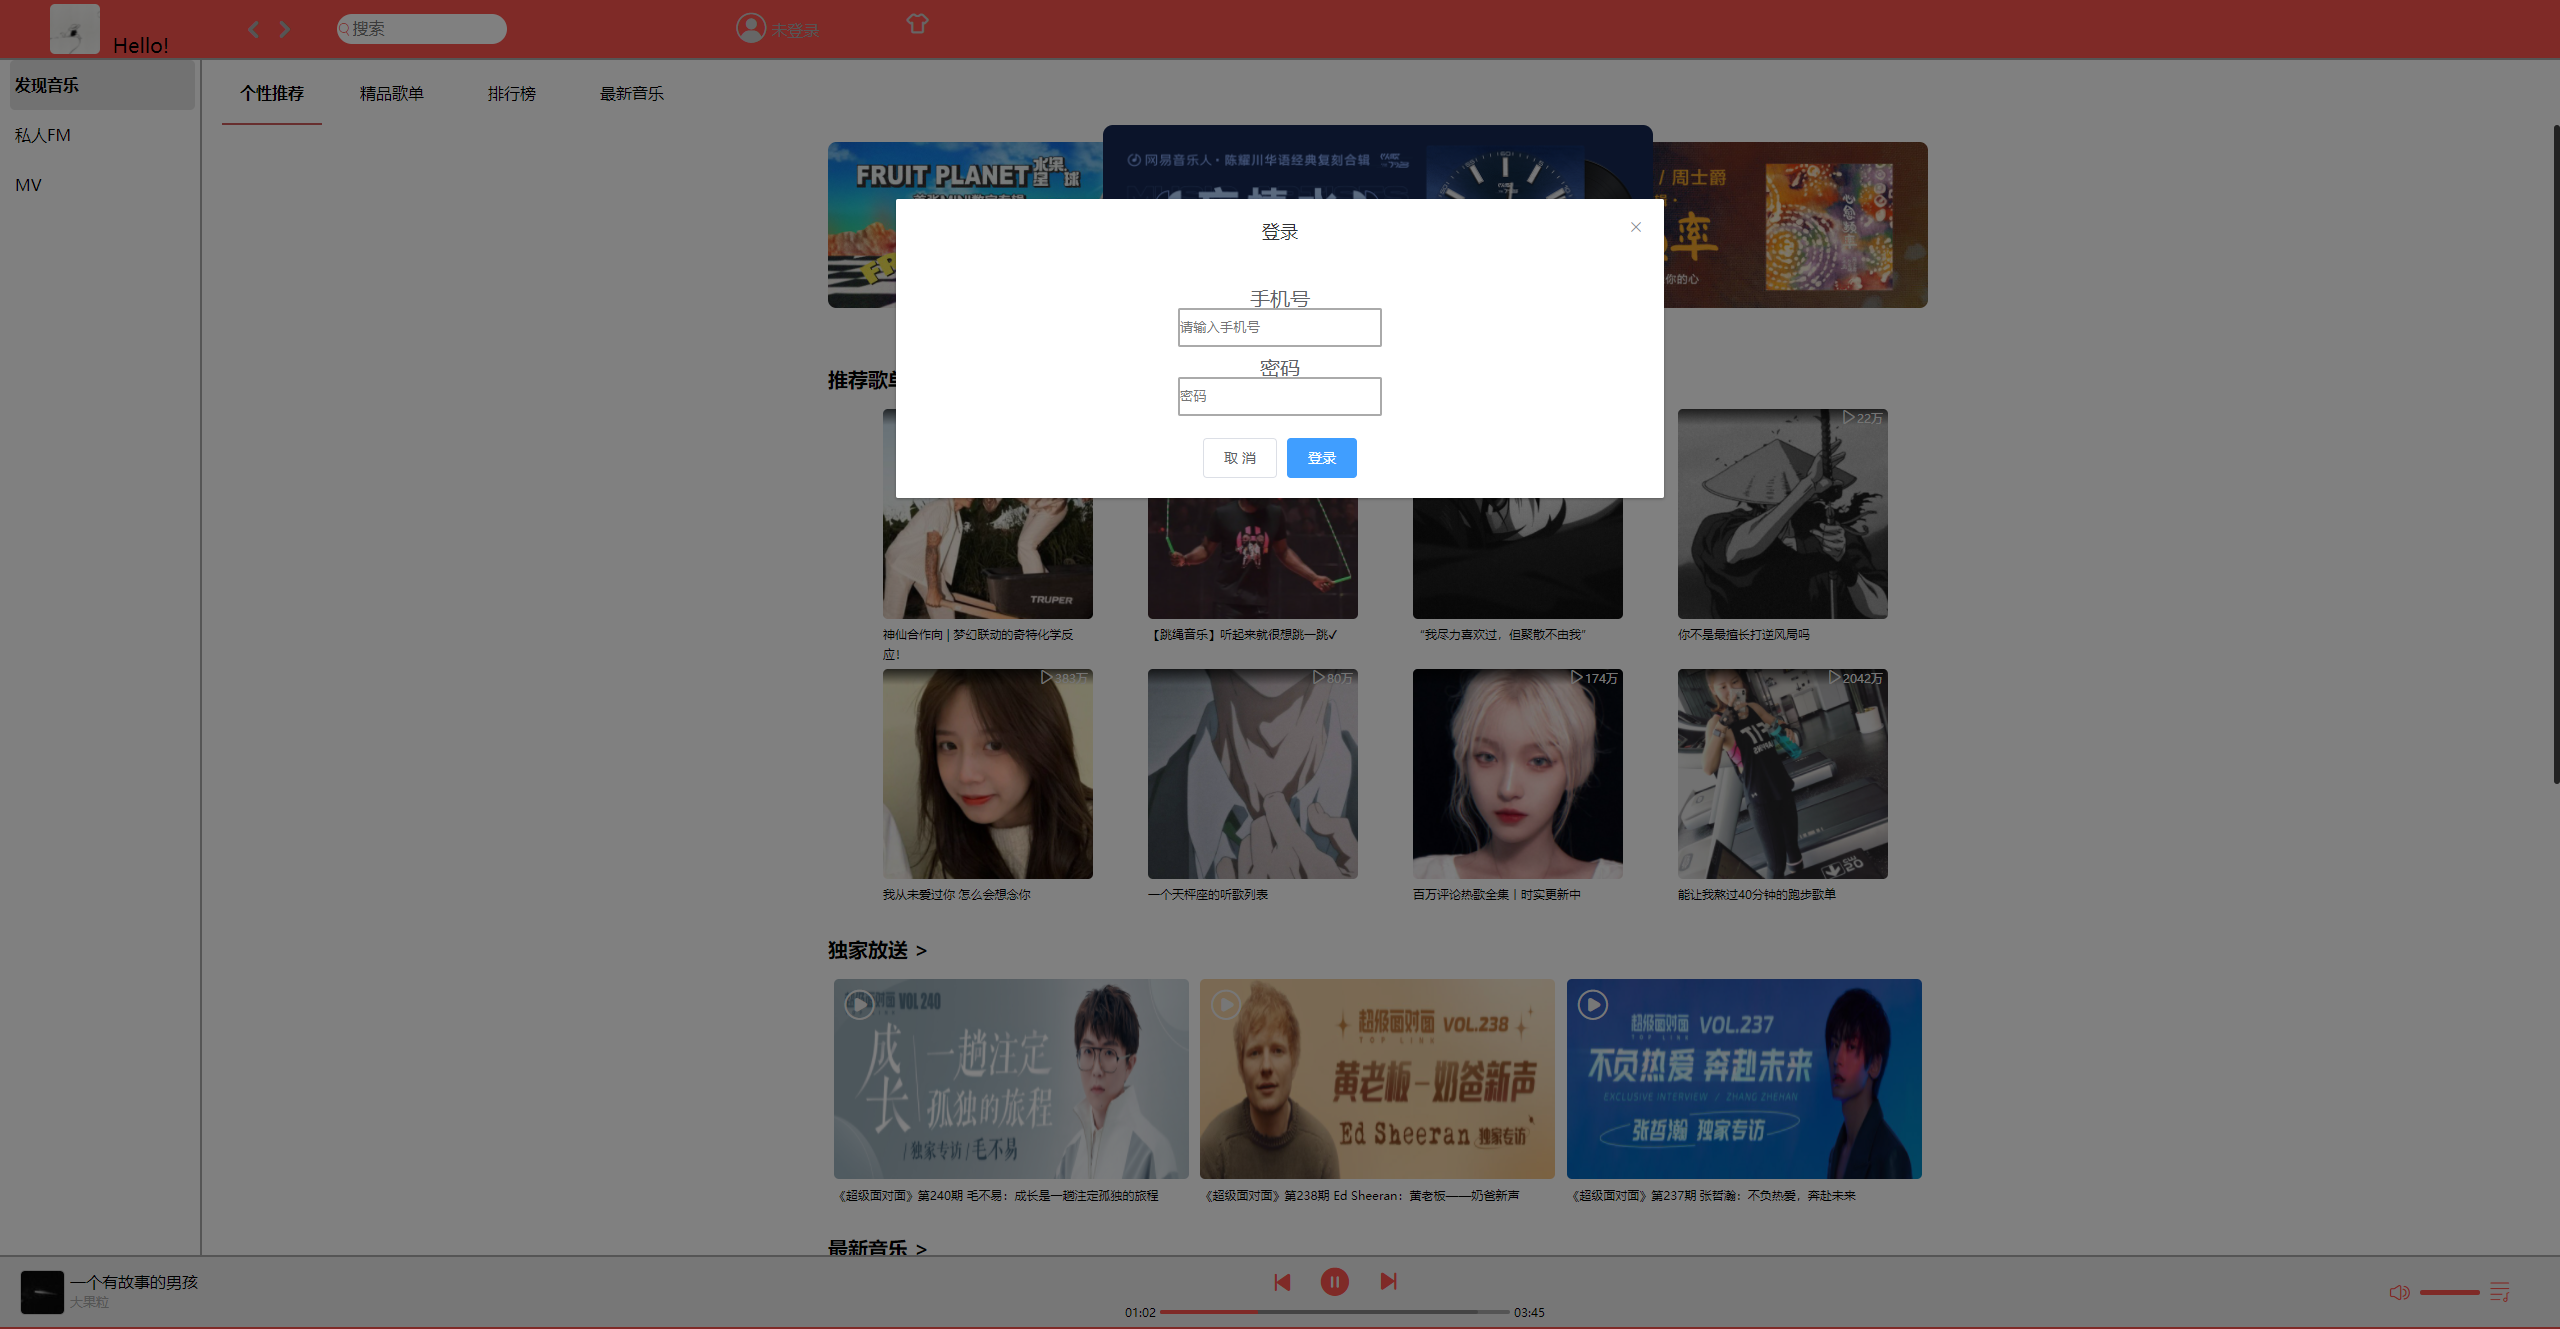 Hello!
搜索
未登录
发现音乐
私人FM
MV
个性推荐
精品歌单
排行榜
最新音乐
FRUIT PLANET 水果星球
网易音乐人·陈耀川华语经典复刻合辑
/ 周士爵
心愈频率
你的心
登录
手机号
请输入手机号
密码
密码
取 消
登录
推荐歌单
22万
TRUPER
神仙合作向 | 梦幻联动的奇特化学反应！
【跳绳音乐】听起来就很想跳一跳✓
“我尽力喜欢过，但聚散不由我”
你不是最擅长打逆风局吗
383万
80万
174万
2042万
我从未爱过你 怎么会想念你
一个天枰座的听歌列表
百万评论热歌全集丨时实更新中
能让我熬过40分钟的跑步歌单
独家放送 >
VOL 240
成长
一趟注定
孤独的旅程
/独家专访/毛不易
超级面对面 VOL.238
TOP LINK
黄老板－奶爸新声
Ed Sheeran 独家专访
超级面对面 VOL.237
TOP LINK
不负热爱 奔赴未来
EXCLUSIVE INTERVIEW / ZHANG ZHEHAN
张哲瀚 独家专访
《超级面对面》第240期 毛不易：成长是一趟注定孤独的旅程
《超级面对面》第238期 Ed Sheeran：黄老板——奶爸新声
《超级面对面》第237期 张哲瀚：不负热爱，奔赴未来
最新音乐 >
一个有故事的男孩
大果粒
01:02
03:45